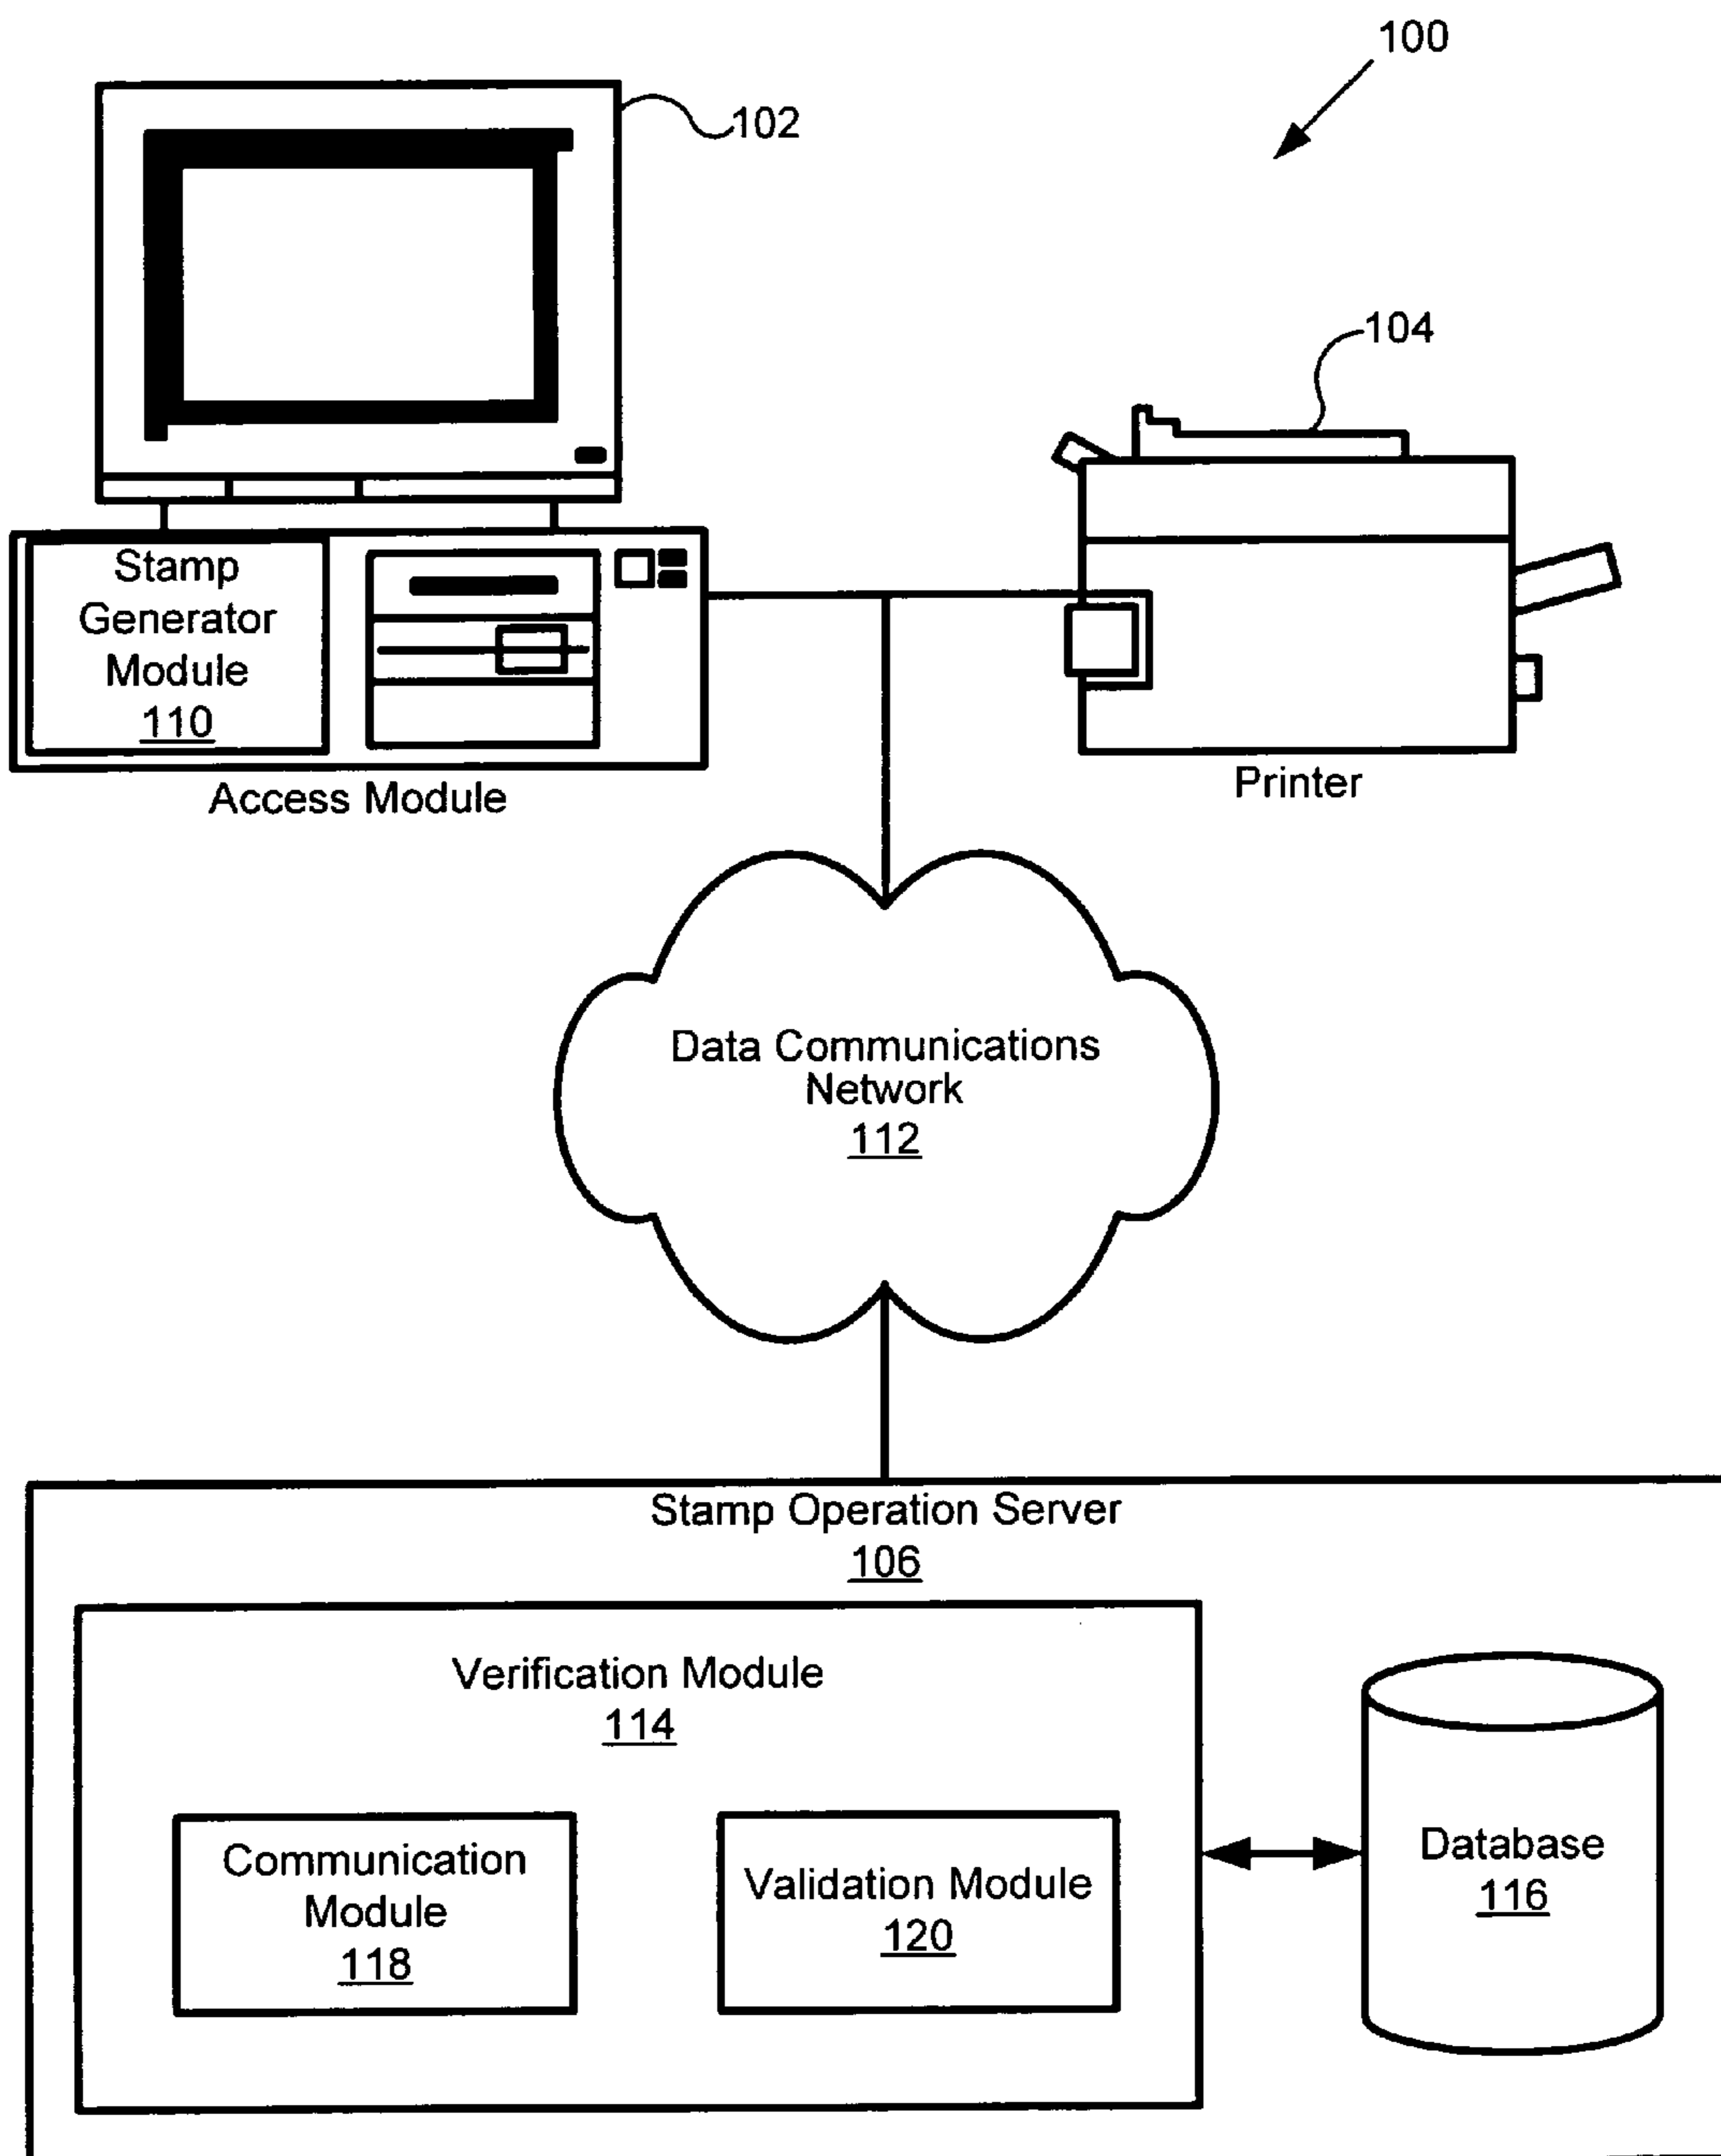 100
102
104
Stamp
Generator
Module
110
Access Module
Printer
Data Communications
Network
112
Stamp Operation Server
106
Verification Module
114
Communication
Module
118
Validation Module
120
Database
116